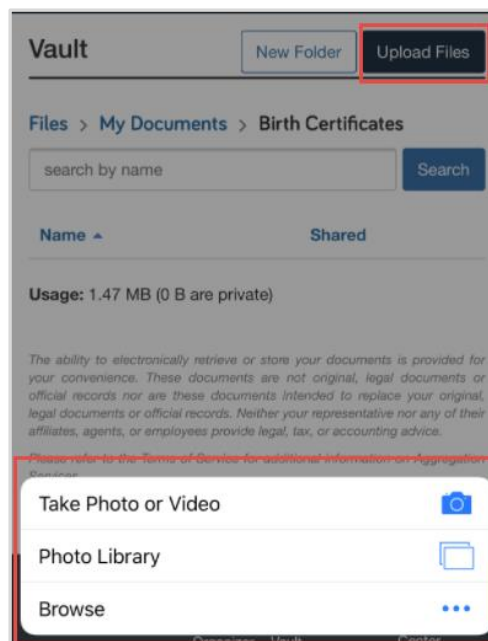 Vault
New Folder
Upload Files
Files > My Documents > Birth Certificates
search by name
Search
Name
Shared
Usage: 1.47 MB (0 B are private)
The ability to electronically retrieve or store your documents is provided for
your convenience. These documents are not original, legal documents or
official records nor are these documents intended to replace your original,
legal documents or official records. Neither your representative nor any of their
affiliates, agents, or employees provide legal, tax, or accounting advice.
Please refer to the Terms of Service for additional information on Aggregation
Services
Take Photo or Video
Photo Library
Browse
Organizer
Vault
Center